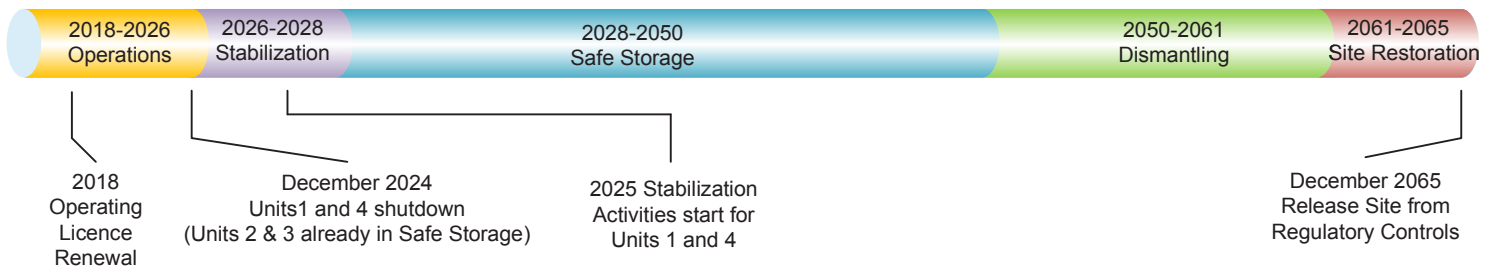 2018-2026
Operations
2026-2028
Stabilization
2028-2050
Safe Storage
2050-2061
Dismantling
2061-2065
Site Restoration
2018
Operating
Licence
Renewal
December 2024
Units1 and 4 shutdown
(Units 2 & 3 already in Safe Storage)
2025 Stabilization
Activities start for
Units 1 and 4
December 2065
Release Site from
Regulatory Controls